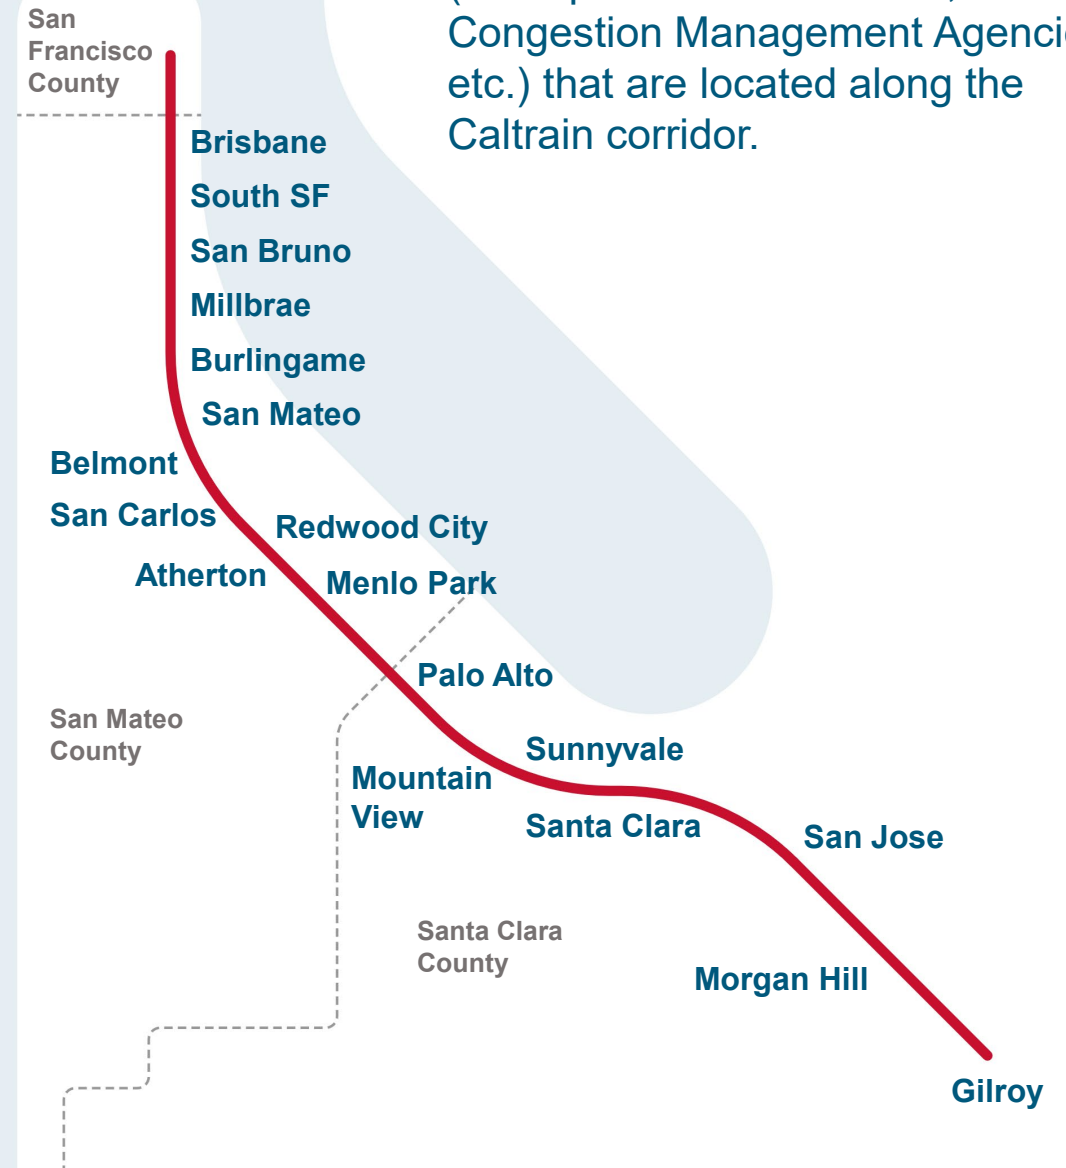 San
Francisco
County
Congestion Management
etc.) that are located along the
Caltrain corridor.
Brisbane
South SF
San Bruno
Millbrae
Burlingame
San Mateo
Belmont
San Carlos
Redwood City
Atherton
Menlo Park
Palo Alto
San Mateo
County
Sunnyvale
Mountain
View
Santa Clara
San Jose
Santa Clara
County
Morgan Hill
Gilroy